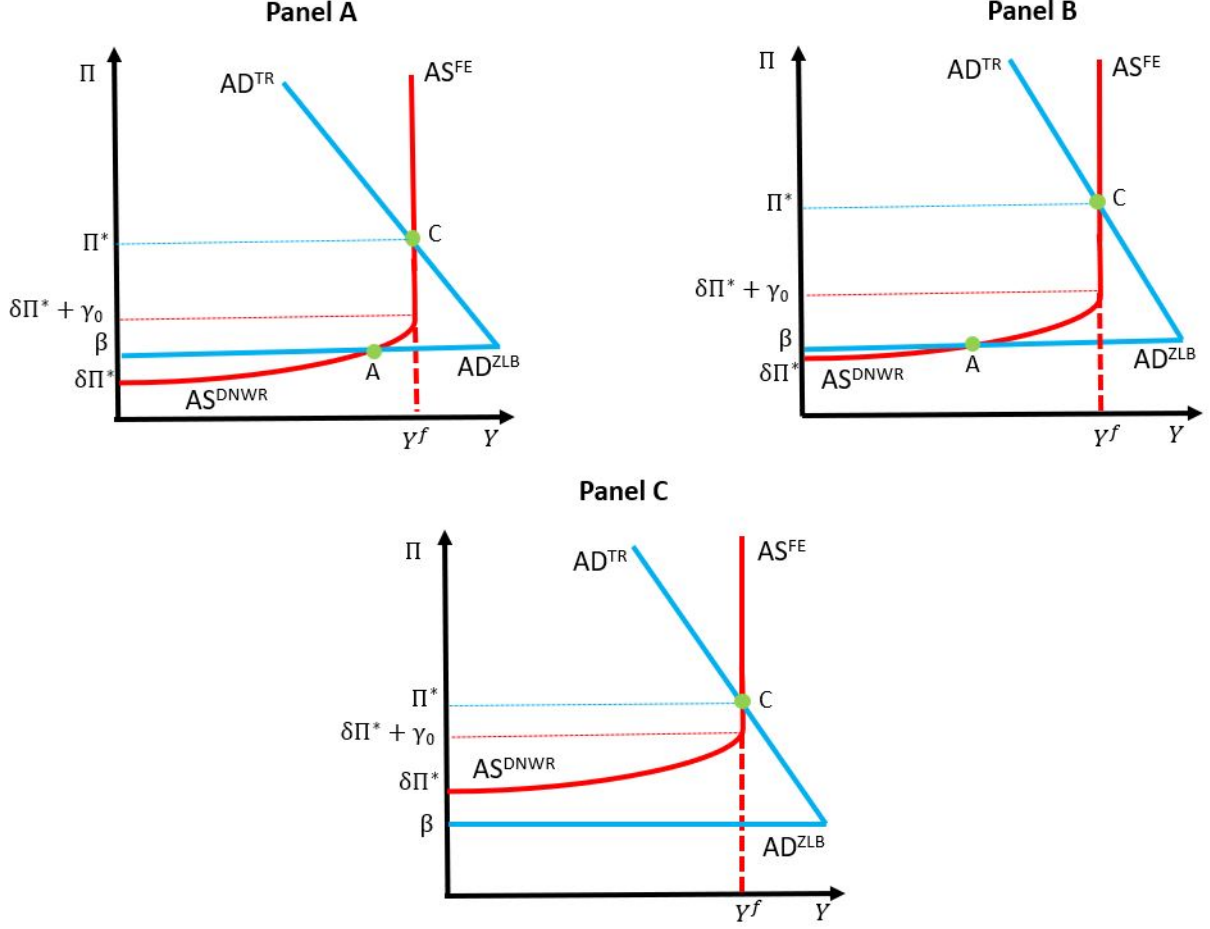 Panel A
Π
AD^TR
AS^FE
C
Π*
δΠ* + γ₀
β
δΠ*
A
AD^ZLB
AS^DNWR
Y^f
Y
Panel B
Π
AD^TR
AS^FE
C
Π*
δΠ* + γ₀
β
δΠ*
A
AD^ZLB
AS^DNWR
Y^f
Y
Panel C
Π
AD^TR
AS^FE
C
Π*
δΠ* + γ₀
AS^DNWR
δΠ*
β
AD^ZLB
Y^f
Y